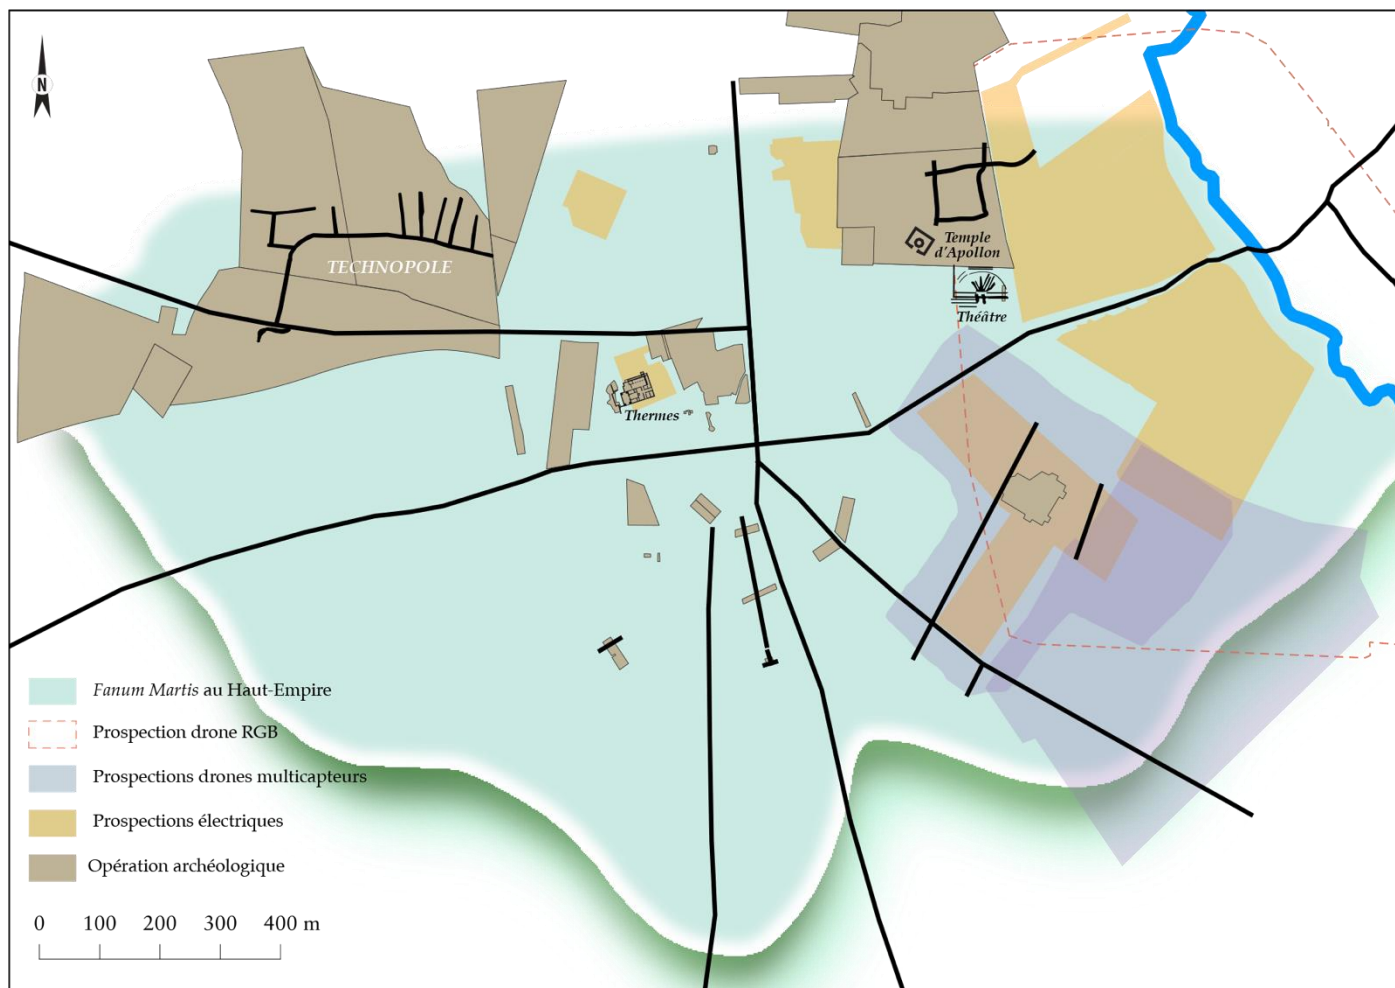 N
TECHNOPOLE
Temple
d'Apollon
Théâtre
Thermes
Fanum Martis au Haut-Empire
Prospection drone RGB
Prospections drones multicapteurs
Prospections électriques
Opération archéologique
0 100 200 300 400 m